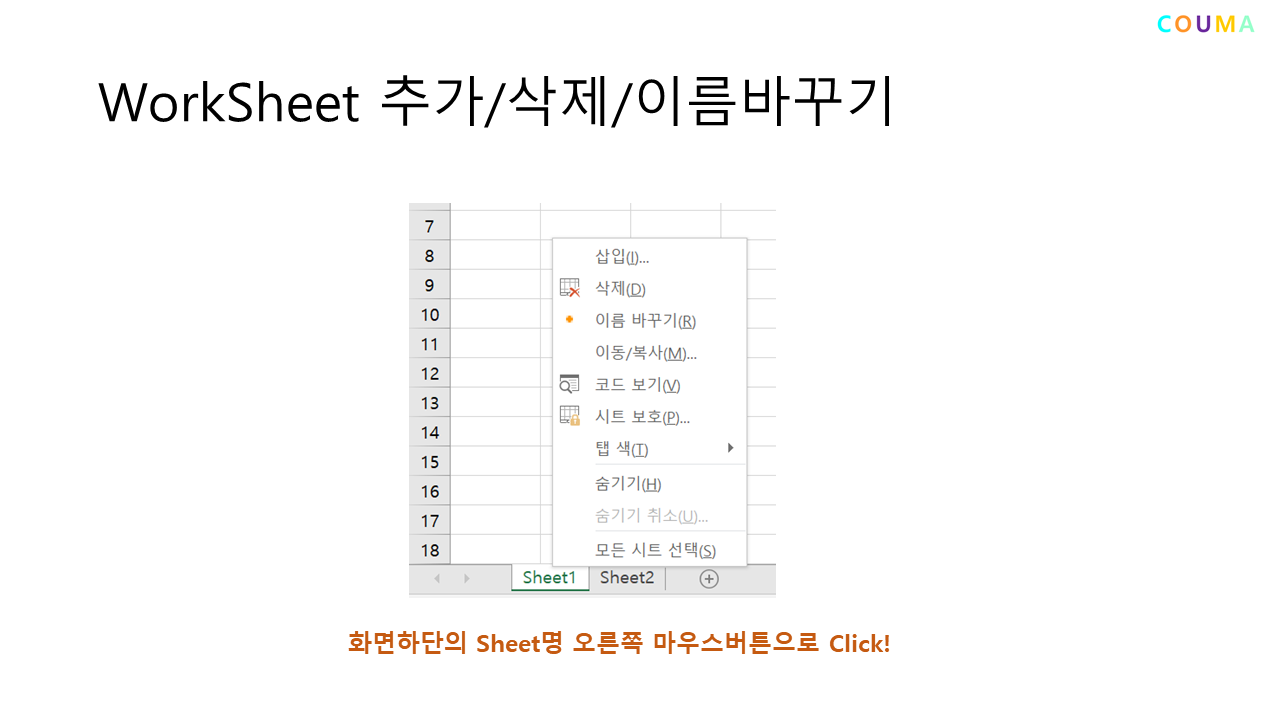 COUMA
WorkSheet 추가/삭제/이름바꾸기
7
8
9
10
11
12
13
14
15
16
17
18
삽입(I)...
삭제(D)
이름 바꾸기(R)
이동/복사(M)...
코드 보기(V)
시트 보호(P)...
탭 색(T)
숨기기(H)
숨기기 취소(U)...
모든 시트 선택(S)
Sheet1 Sheet2
화면하단의 Sheet명 오른쪽 마우스버튼으로 Click!